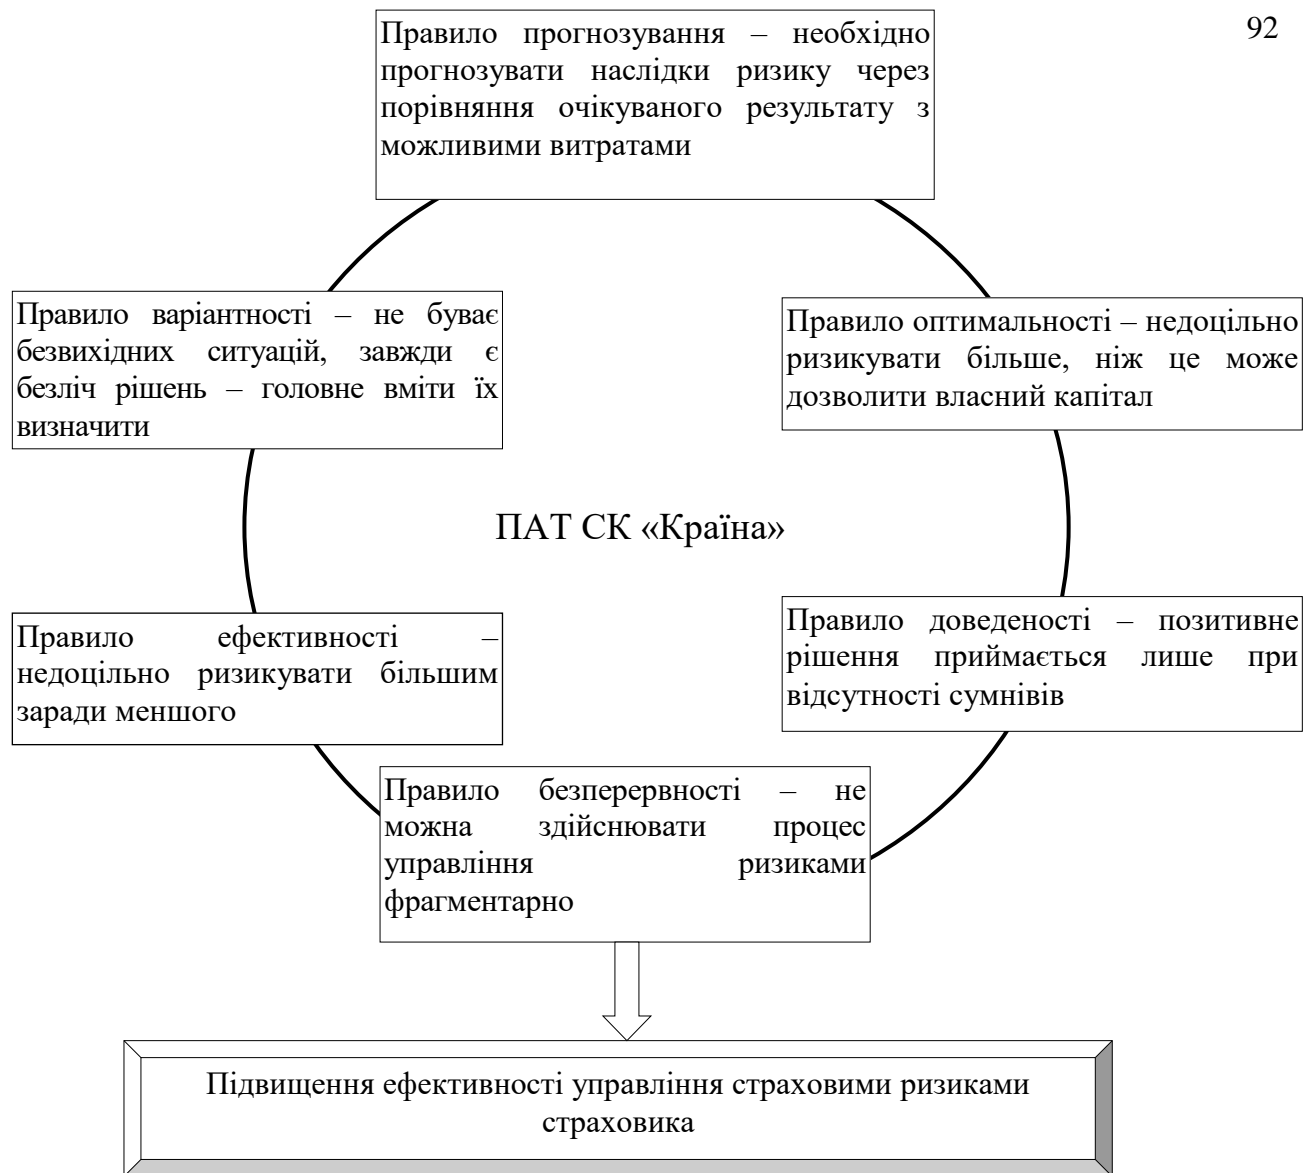 92
Правило прогнозування – необхідно
прогнозувати наслідки ризику через
порівняння очікуваного результату з
можливими витратами
Правило варіантності – не буває
безвихідних ситуацій, завжди є
безліч рішень – головне вміти їх
визначити
Правило оптимальності – недоцільно
ризикувати більше, ніж це може
дозволити власний капітал
ПАТ СК «Країна»
Правило ефективності –
недоцільно ризикувати більшим
заради меншого
Правило доведеності – позитивне
рішення приймається лише при
відсутності сумнівів
Правило безперервності – не
можна здійснювати процес
управління ризиками
фрагментарно
Підвищення ефективності управління страховими ризиками
страховика